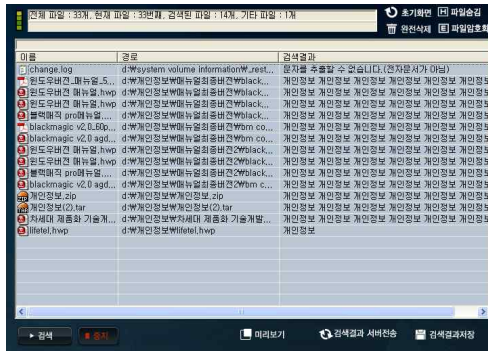 전체 파일 : 33개, 현재 파일 : 33번째, 검색된 파일 : 14개, 기타 파일 : 1개
초기화면 H 파일숨김
완전삭제 E 파일암호화
이름 경로 검색결과
change.log d:₩system volume information₩_rest... 문자를 추출할 수 없습니다.(전자문서가 아님)
윈도우버전_매뉴얼_5... d:₩개인정보₩매뉴얼최종버전₩black... 개인정보 개인정보 개인정보 개인정보 개인정보
윈도우버전 매뉴얼.hwp d:₩개인정보₩매뉴얼최종버전₩black... 개인정보 개인정보 개인정보 개인정보 개인정보
윈도우버전 매뉴얼.hwp d:₩개인정보₩매뉴얼최종버전₩black... 개인정보 개인정보 개인정보 개인정보 개인정보
블랙매직 pro메뉴얼.... d:₩개인정보₩매뉴얼최종버전₩black... 개인정보 개인정보 개인정보 개인정보 개인정보
blackmagic v2.0_60p... d:₩개인정보₩매뉴얼최종버전₩bm co... 개인정보 개인정보 개인정보 개인정보 개인정보
blackmagic v2.0 agd... d:₩개인정보₩매뉴얼최종버전₩bm co... 개인정보 개인정보 개인정보 개인정보 개인정보
윈도우버전 매뉴얼.hwp d:₩개인정보₩매뉴얼최종버전2₩black... 개인정보 개인정보 개인정보 개인정보 개인정보
윈도우버전 매뉴얼.hwp d:₩개인정보₩매뉴얼최종버전2₩black... 개인정보 개인정보 개인정보 개인정보 개인정보
블랙매직 pro메뉴얼.... d:₩개인정보₩매뉴얼최종버전2₩black... 개인정보 개인정보 개인정보 개인정보 개인정보
blackmagic v2.0 agd... d:₩개인정보₩매뉴얼최종버전2₩bm c... 개인정보 개인정보 개인정보 개인정보 개인정보
개인정보.zip d:₩개인정보₩개인정보.zip 개인정보 개인정보 개인정보 개인정보 개인정보
개인정보(2).tar d:₩개인정보₩개인정보(2).tar 개인정보 개인정보 개인정보 개인정보 개인정보
차세대 제품화 기술개... d:₩개인정보₩차세대 제품화 기술개발... 개인정보 개인정보 개인정보 개인정보 개인정보
lifetel.hwp d:₩개인정보₩lifetel.hwp 개인정보
검색 중지 미리보기 검색결과 서버전송 검색결과저장